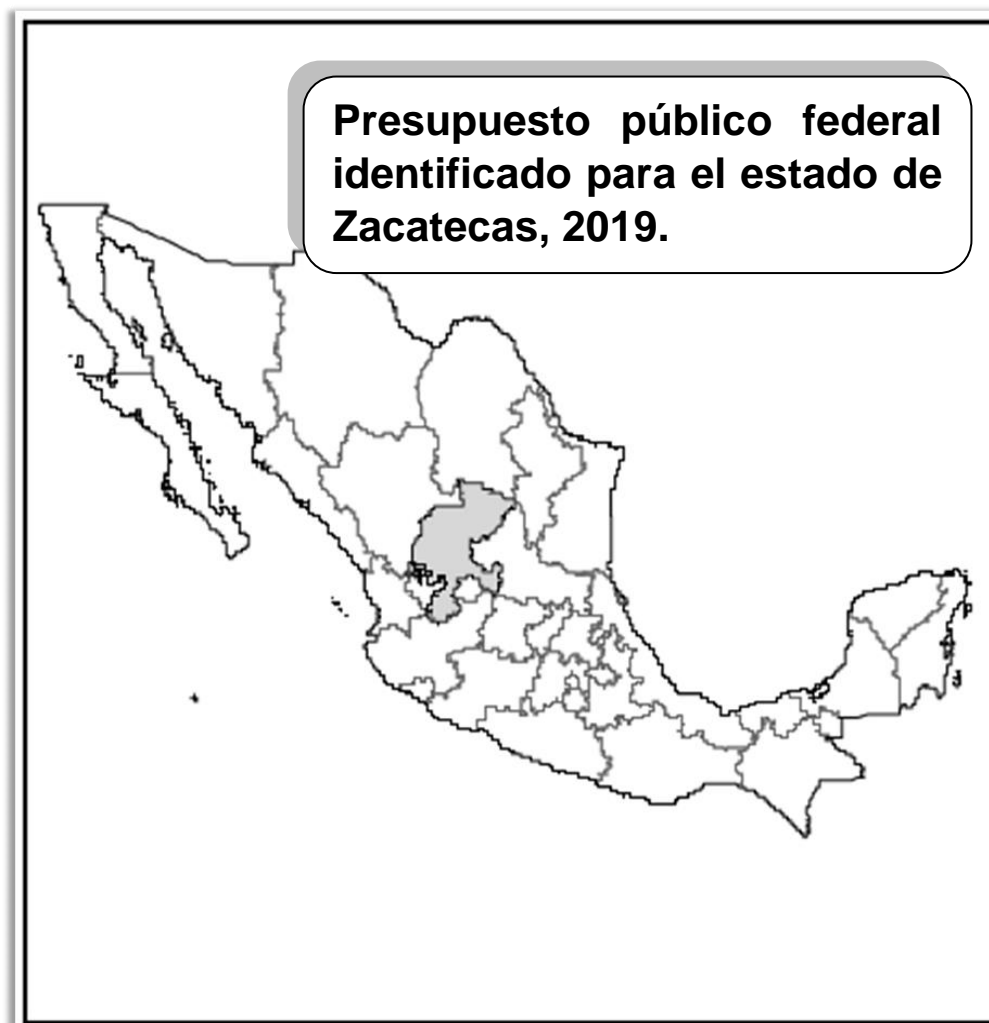 Presupuesto público federal
identificado para el estado de
Zacatecas, 2019.